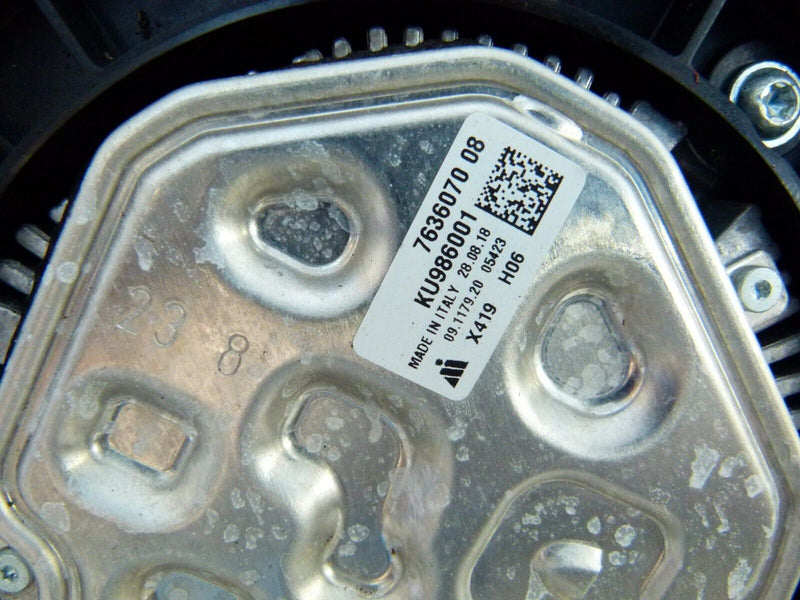 7636070 08
KU986001
MADE IN ITALY 28.08.18
09.1179.20 05423
X419 H06
23 8